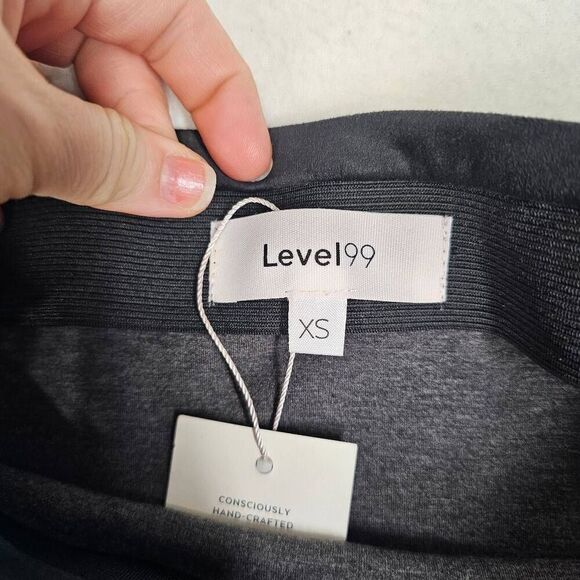 Level99
XS
CONSCIOUSLY
HAND-CRAFTED